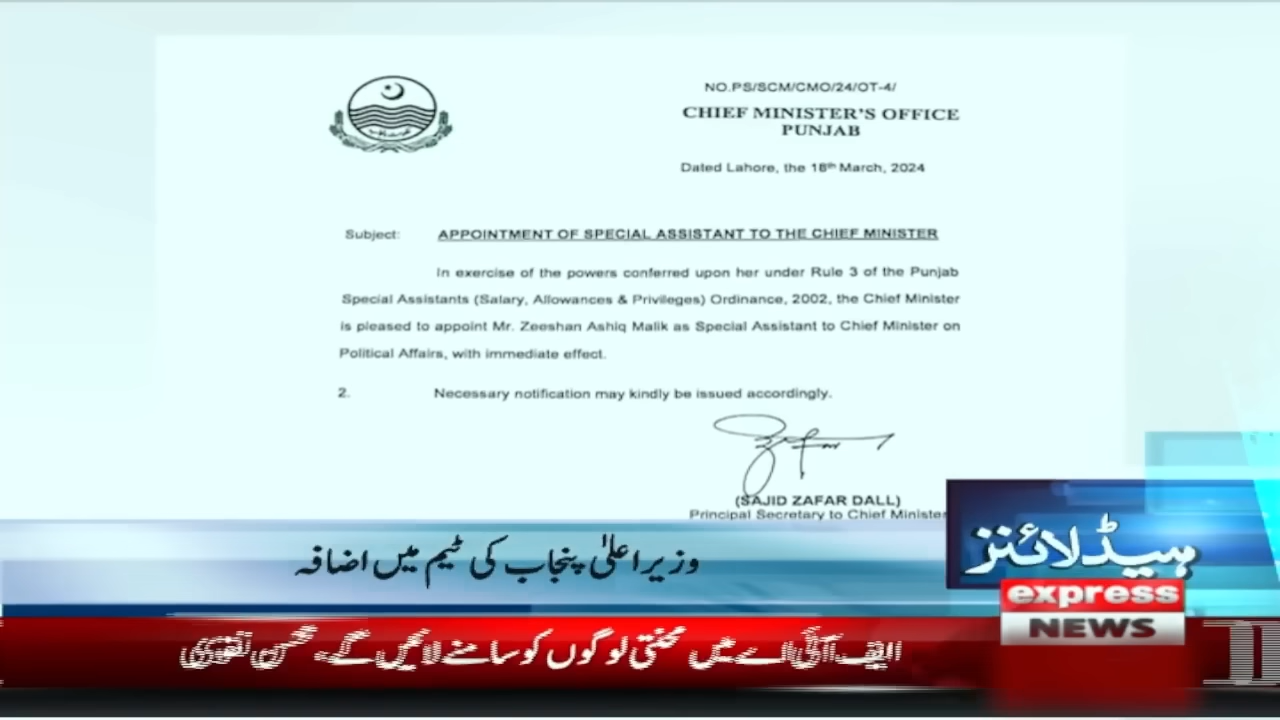 NO.PS/SCM/CMO/24/OT-4/
CHIEF MINISTER'S OFFICE
PUNJAB
Dated Lahore, the 18th March, 2024
Subject: APPOINTMENT OF SPECIAL ASSISTANT TO THE CHIEF MINISTER
In exercise of the powers conferred upon her under Rule 3 of the Punjab
Special Assistants (Salary, Allowances & Privileges) Ordinance, 2002, the Chief Minister
is pleased to appoint Mr. Zeeshan Ashiq Malik as Special Assistant to Chief Minister on
Political Affairs, with immediate effect.
2. Necessary notification may kindly be issued accordingly.
(SAJID ZAFAR DALL)
Principal Secretary to Chief Minister
وزیراعلیٰ پنجاب کی ٹیم میں اضافہ
ہیڈلائنز
express
NEWS
ایف آئی اے میں محنتی لوگوں کو سامنے لائیں گے، محسن نقوی